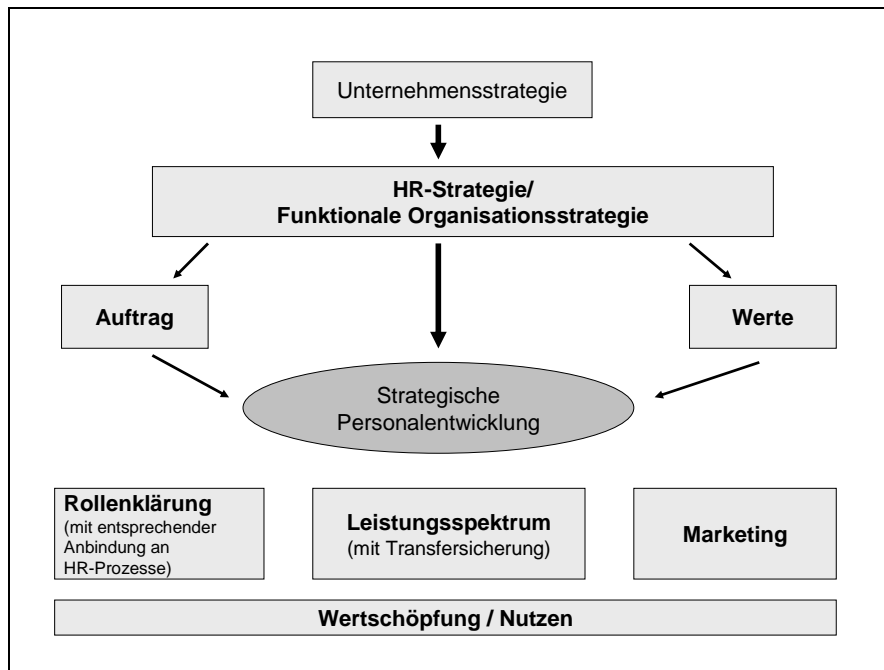 Unternehmensstrategie
HR-Strategie/
Funktionale Organisationsstrategie
Auftrag
Werte
Strategische
Personalentwicklung
Rollenklärung
(mit entsprechender
Anbindung an
HR-Prozesse)
Leistungsspektrum
(mit Transfersicherung)
Marketing
Wertschöpfung / Nutzen